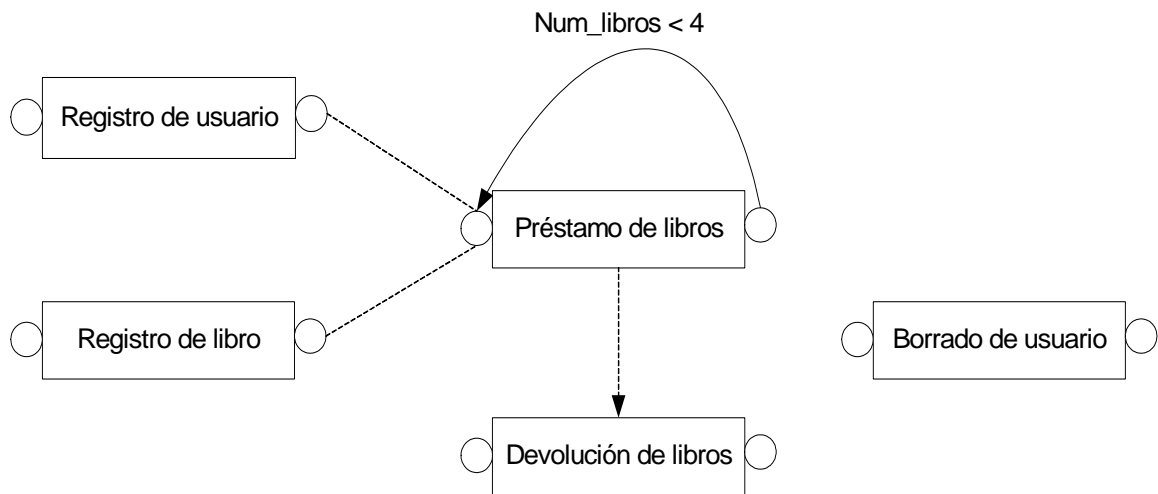 Num_libros < 4
Registro de usuario
Préstamo de libros
Registro de libro
Borrado de usuario
Devolución de libros